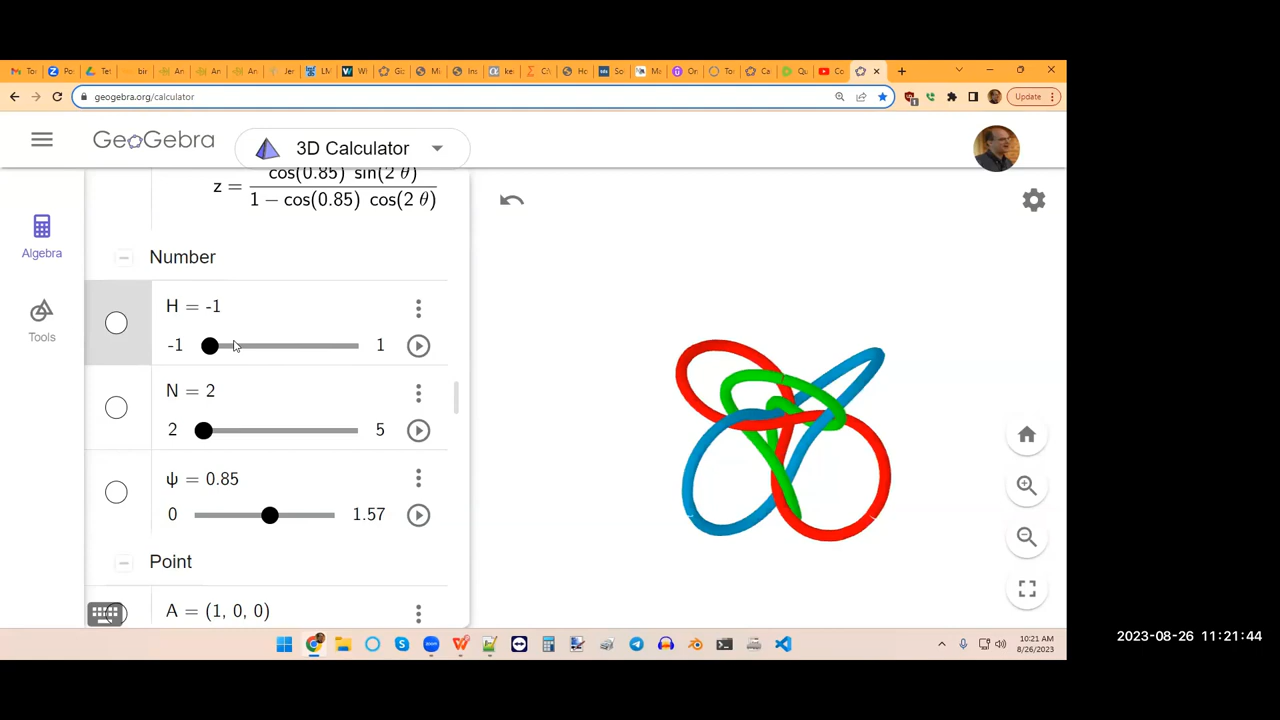 geogebra.org/calculator
Update
GeoGebra
3D Calculator
cos(0.85) sin(2 θ)
z =
1 − cos(0.85) cos(2 θ)
Algebra
Tools
Number
H = -1
-1 1
N = 2
2 5
ψ = 0.85
0 1.57
Point
A = (1, 0, 0)
10:21 AM
8/26/2023
2023-08-26 11:21:44